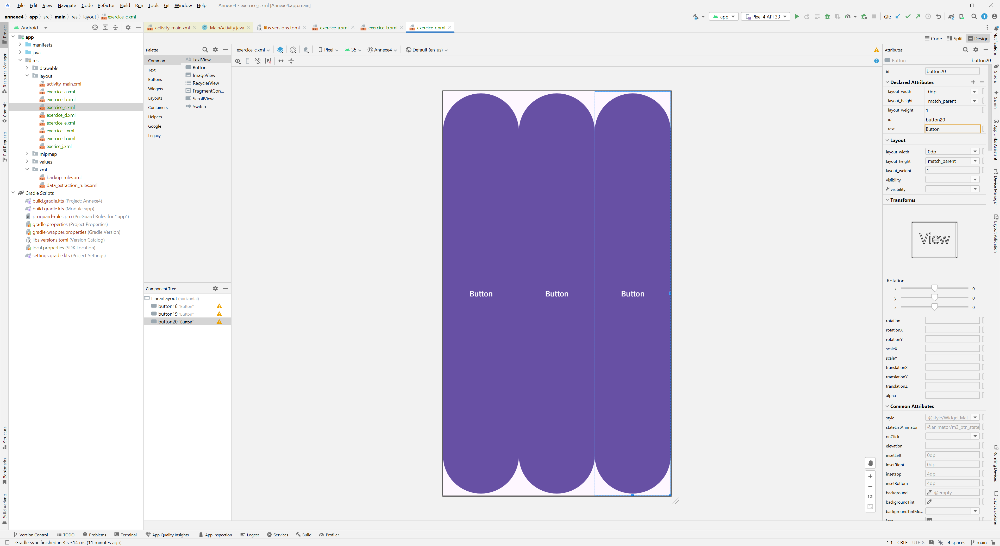 File Edit View Navigate Code Refactor Build Run Tools Git Window Help Annexe4 - exercice_c.xml [Annexe4.app.main]
annexe4 app src main res layout exercice_c.xml app Pixel 4 API 33 Git:
Android activity_main.xml MainActivity.java libs.versions.toml exercice_a.xml exercice_b.xml exercice_c.xml
Code Split Design
Project
Resource Manager
Commit
Pull Requests
Structure
Bookmarks
Build Variants
app
manifests
java
res
drawable
layout
activity_main.xml
exercice_a.xml
exercice_b.xml
exercice_c.xml
exercice_d.xml
exercice_e.xml
exercice_f.xml
exercice_h.xml
exerice_j.xml
mipmap
values
xml
backup_rules.xml
data_extraction_rules.xml
Gradle Scripts
build.gradle.kts (Project: Annexe4)
build.gradle.kts (Module :app)
proguard-rules.pro (ProGuard Rules for ":app")
gradle.properties (Project Properties)
gradle-wrapper.properties (Gradle Version)
libs.versions.toml (Version Catalog)
local.properties (SDK Location)
settings.gradle.kts (Project Settings)
Palette
Common
Text
Buttons
Widgets
Layouts
Containers
Helpers
Google
Legacy
Ab TextView
Button
ImageView
RecyclerView
FragmentCon...
ScrollView
Switch
Component Tree
LinearLayout (horizontal)
button18 "Button"
button19 "Button"
button20 "Button"
exercice_c.xml Pixel 35 Annexe4 Default (en-us)
Button Button Button
1:1
Attributes
Button button20
id button20
Declared Attributes
layout_width 0dp
layout_height match_parent
layout_weight 1
id button20
text Button
Layout
layout_width 0dp
layout_height match_parent
layout_weight 1
visibility
visibility
Transforms
View
Rotation
x 0
y 0
z 0
rotation
rotationX
rotationY
scaleX
scaleY
translationX
translationY
translationZ
alpha
Common Attributes
style @style/Widget.Mat
stateListAnimator @animator/m3_btn_state
onClick
elevation
insetLeft 0dp
insetRight 0dp
insetTop 4dp
insetBottom 4dp
background @empty
backgroundTint
backgroundTintMo...
Notifications
Gradle
Gemini
App Links Assistant
Device Manager
Layout Validation
Running Devices
Device Explorer
Version Control TODO Problems Terminal App Quality Insights App Inspection Logcat Services Build Profiler
Gradle sync finished in 3 s 314 ms (11 minutes ago) 1:1 CRLF UTF-8 4 spaces main